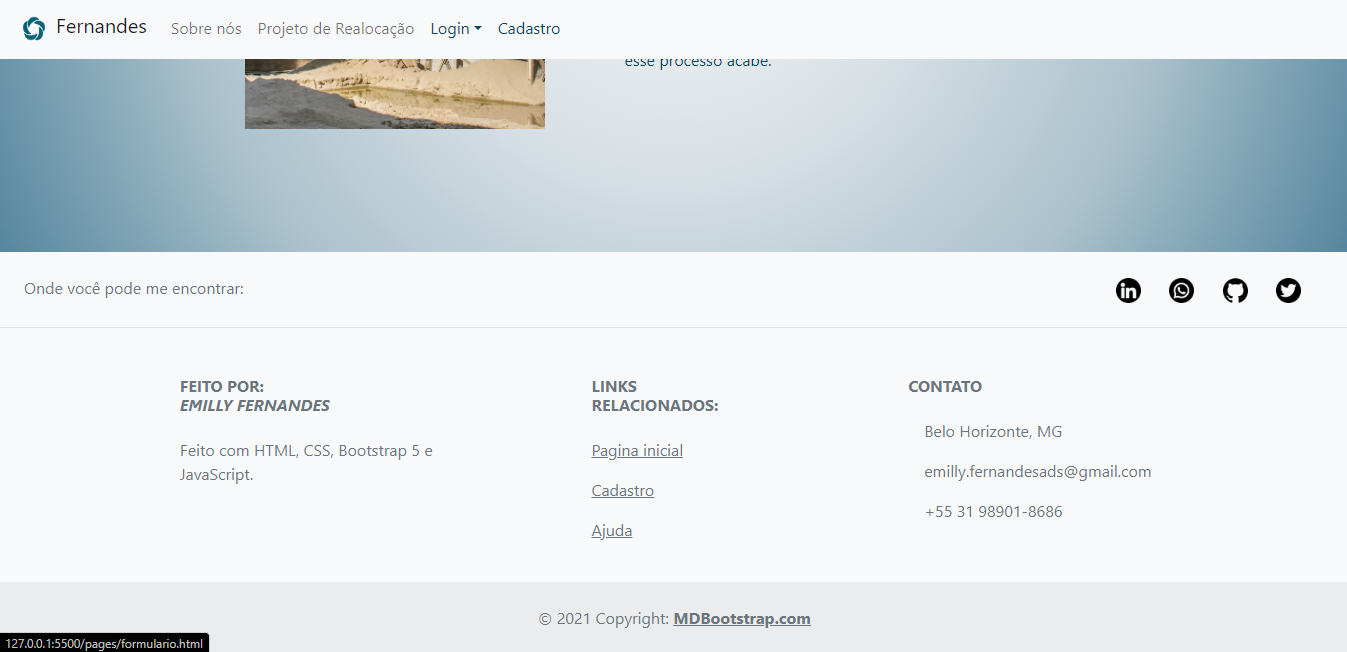 Fernandes Sobre nós Projeto de Realocação Login Cadastro
esse processo acabe.
Onde você pode me encontrar:
FEITO POR:
EMILLY FERNANDES
Feito com HTML, CSS, Bootstrap 5 e
JavaScript.
LINKS
RELACIONADOS:
Pagina inicial
Cadastro
Ajuda
CONTATO
Belo Horizonte, MG
emilly.fernandesads@gmail.com
+55 31 98901-8686
© 2021 Copyright: MDBootstrap.com
127.0.0.1:5500/pages/formulario.html